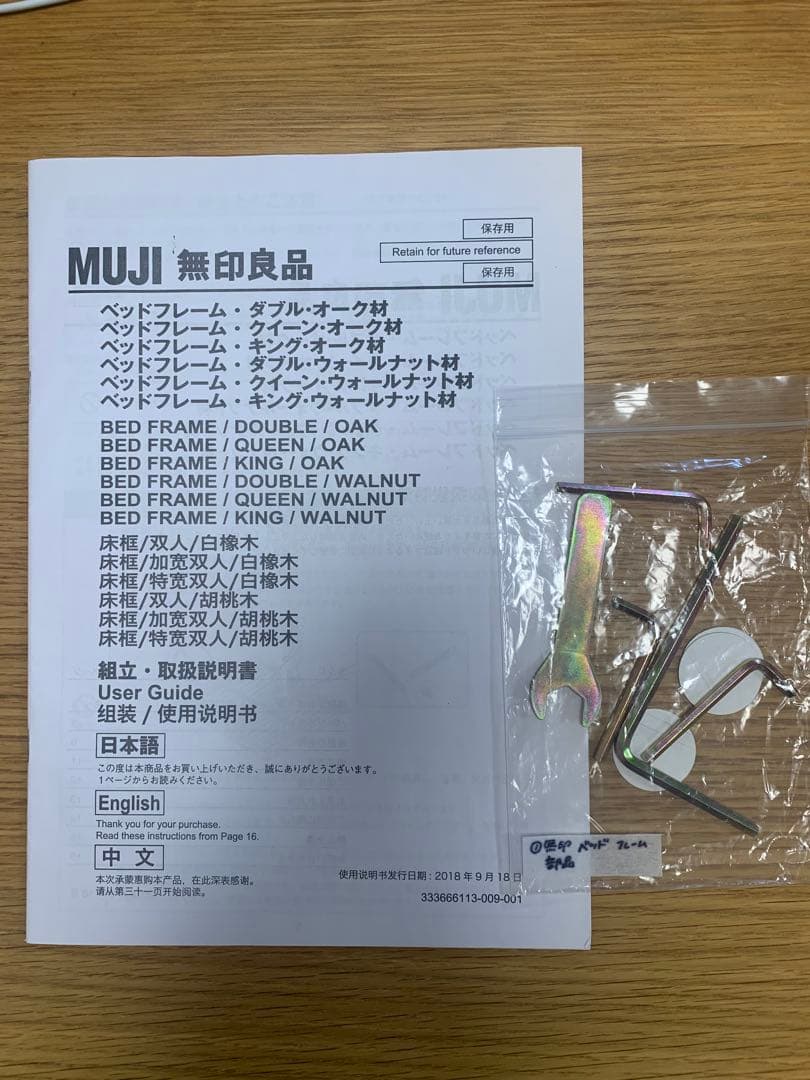 保存用
Retain for future reference
保存用
MUJI 無印良品
ベッドフレーム・ダブル・オーク材
ベッドフレーム・クイーン・オーク材
ベッドフレーム・キング・オーク材
ベッドフレーム・ダブル・ウォールナット材
ベッドフレーム・クイーン・ウォールナット材
ベッドフレーム・キング・ウォールナット材
BED FRAME / DOUBLE / OAK
BED FRAME / QUEEN / OAK
BED FRAME / KING / OAK
BED FRAME / DOUBLE / WALNUT
BED FRAME / QUEEN / WALNUT
BED FRAME / KING / WALNUT
床框/双人/白橡木
床框/加宽双人/白橡木
床框/特宽双人/白橡木
床框/双人/胡桃木
床框/加宽双人/胡桃木
床框/特宽双人/胡桃木
組立・取扱説明書
User Guide
组装 / 使用说明书
日本語
この度は本商品をお買い上げいただき、誠にありがとうございます。
1ページからお読みください。
English
Thank you for your purchase.
Read these instructions from Page 16.
中 文
本次承蒙惠购本产品，在此深表感谢。
请从第三十一页开始阅读。
使用说明书发行日期 : 2018 年 9 月 18 日
333666113-009-001
①無印 ベッド フレーム
部品